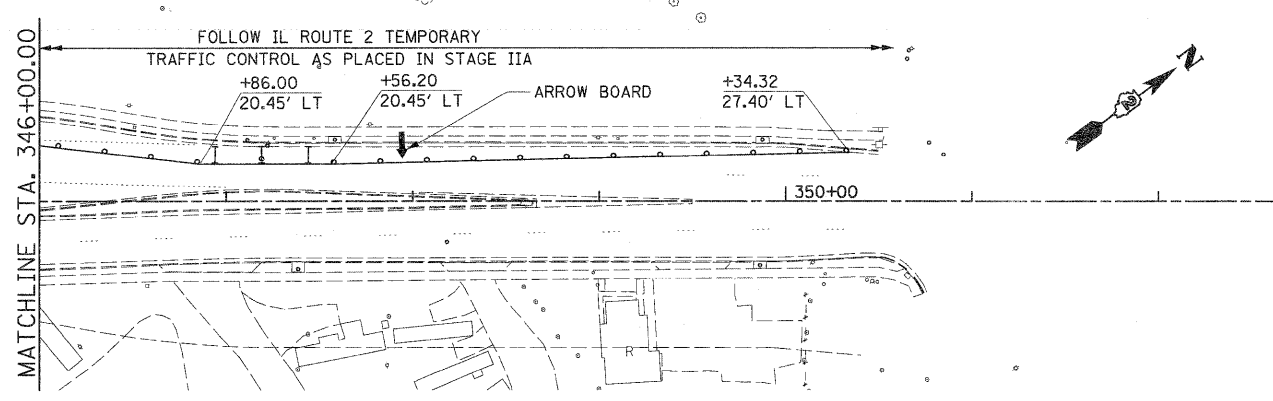 FOLLOW IL ROUTE 2 TEMPORARY
TRAFFIC CONTROL AS PLACED IN STAGE IIA
+86.00
20.45' LT
+56.20
20.45' LT
ARROW BOARD
+34.32
27.40' LT
N
2
MATCHLINE STA. 346+00.00
350+00
R